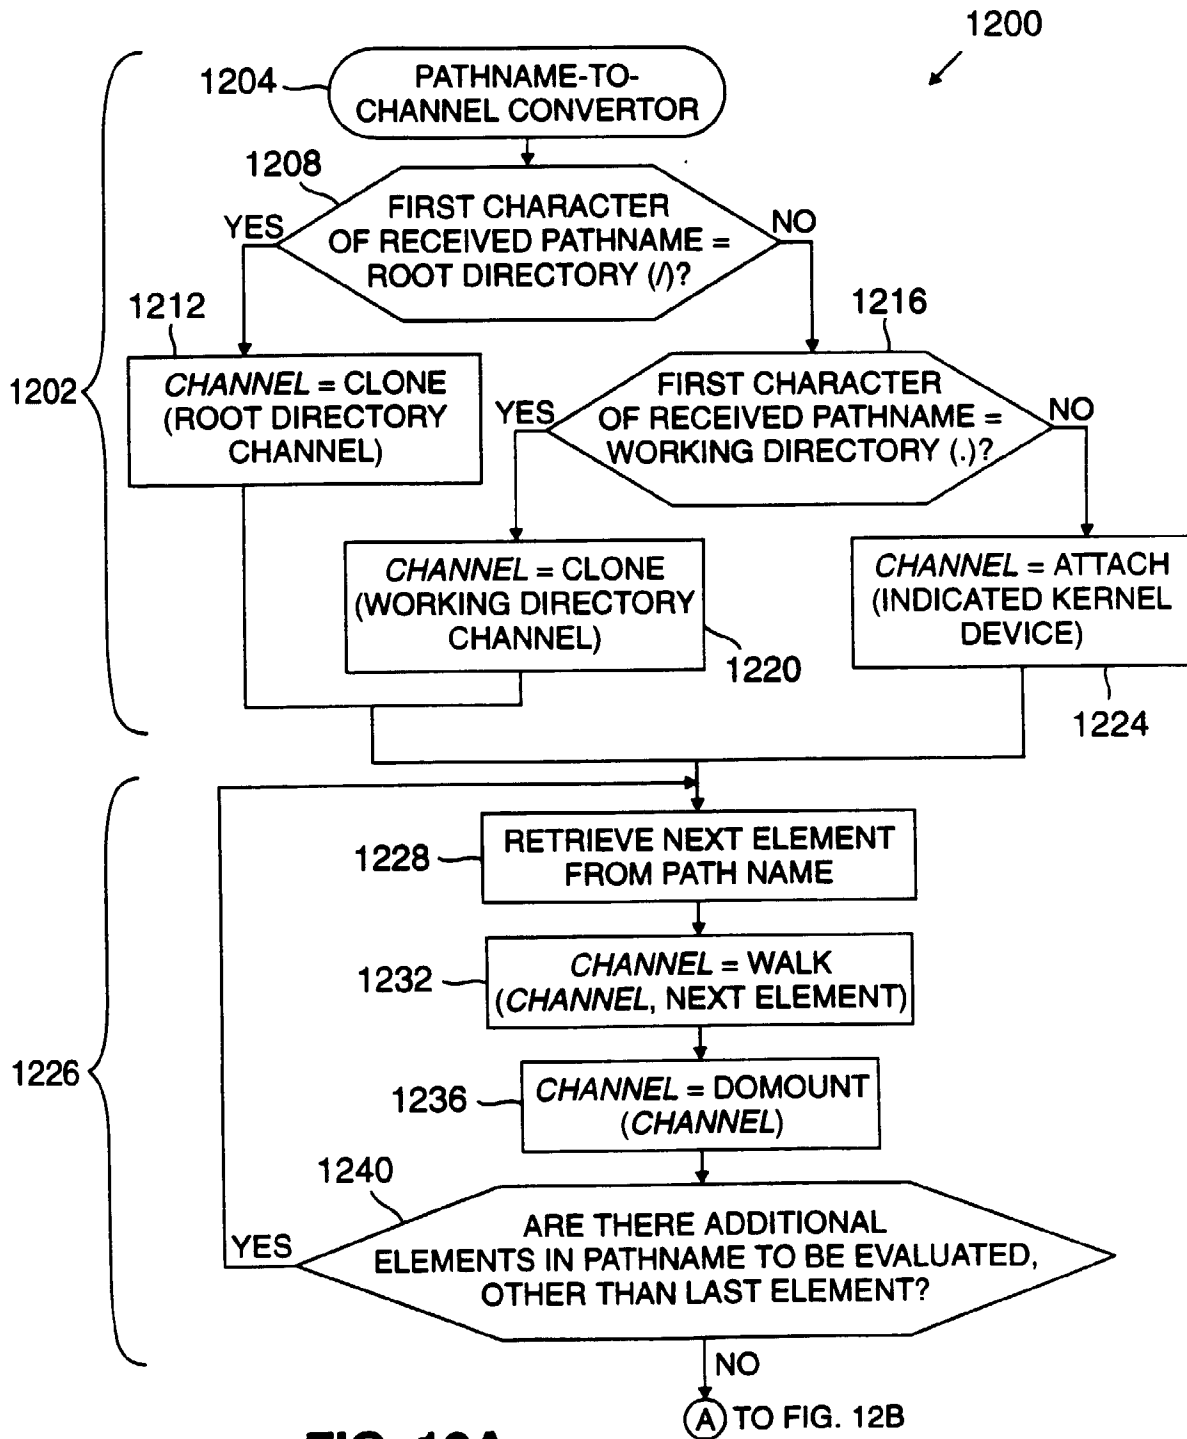 1200
1204
PATHNAME-TO-
CHANNEL CONVERTOR
1208
FIRST CHARACTER
OF RECEIVED PATHNAME =
ROOT DIRECTORY (/)?
YES
NO
1212
CHANNEL = CLONE
(ROOT DIRECTORY
CHANNEL)
1202
1216
FIRST CHARACTER
OF RECEIVED PATHNAME =
WORKING DIRECTORY (.)?
YES
NO
CHANNEL = CLONE
(WORKING DIRECTORY
CHANNEL)
1220
CHANNEL = ATTACH
(INDICATED KERNEL
DEVICE)
1224
1226
1228
RETRIEVE NEXT ELEMENT
FROM PATH NAME
1232
CHANNEL = WALK
(CHANNEL, NEXT ELEMENT)
1236
CHANNEL = DOMOUNT
(CHANNEL)
1240
ARE THERE ADDITIONAL
ELEMENTS IN PATHNAME TO BE EVALUATED,
OTHER THAN LAST ELEMENT?
YES
NO
A TO FIG. 12B
FIG. 12A